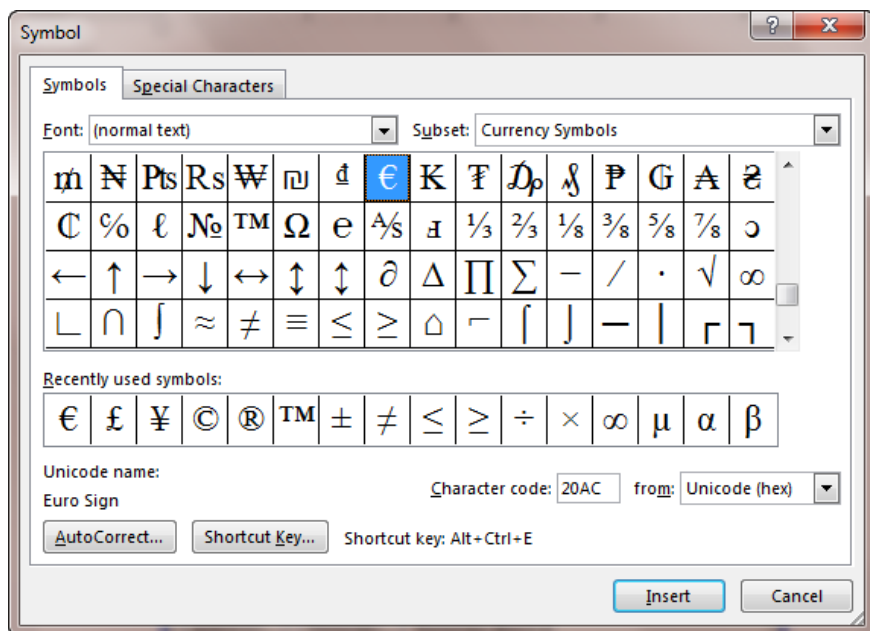 Symbol
Symbols Special Characters
Font: (normal text) Subset: Currency Symbols
₥ ₦ ₧ ₨ ₩ ₪ ₫ € ₭ ₮ ₯ ₰ ₱ ₲ ₳ ₴
₵ ℅ ℓ № ™ Ω ℮ ⅍ ⅎ ⅓ ⅔ ⅛ ⅜ ⅝ ⅞ ↄ
← ↑ → ↓ ↔ ↕ ↨ ∂ ∆ ∏ ∑ − ∕ ∙ √ ∞
∟ ∩ ∫ ≈ ≠ ≡ ≤ ≥ ⌂ ⌐ ⌠ ⌡ ─ │ ┌ ┐
Recently used symbols:
€ £ ¥ © ® ™ ± ≠ ≤ ≥ ÷ × ∞ µ α β
Unicode name:
Euro Sign
Character code: 20AC from: Unicode (hex)
AutoCorrect... Shortcut Key... Shortcut key: Alt+Ctrl+E
Insert Cancel